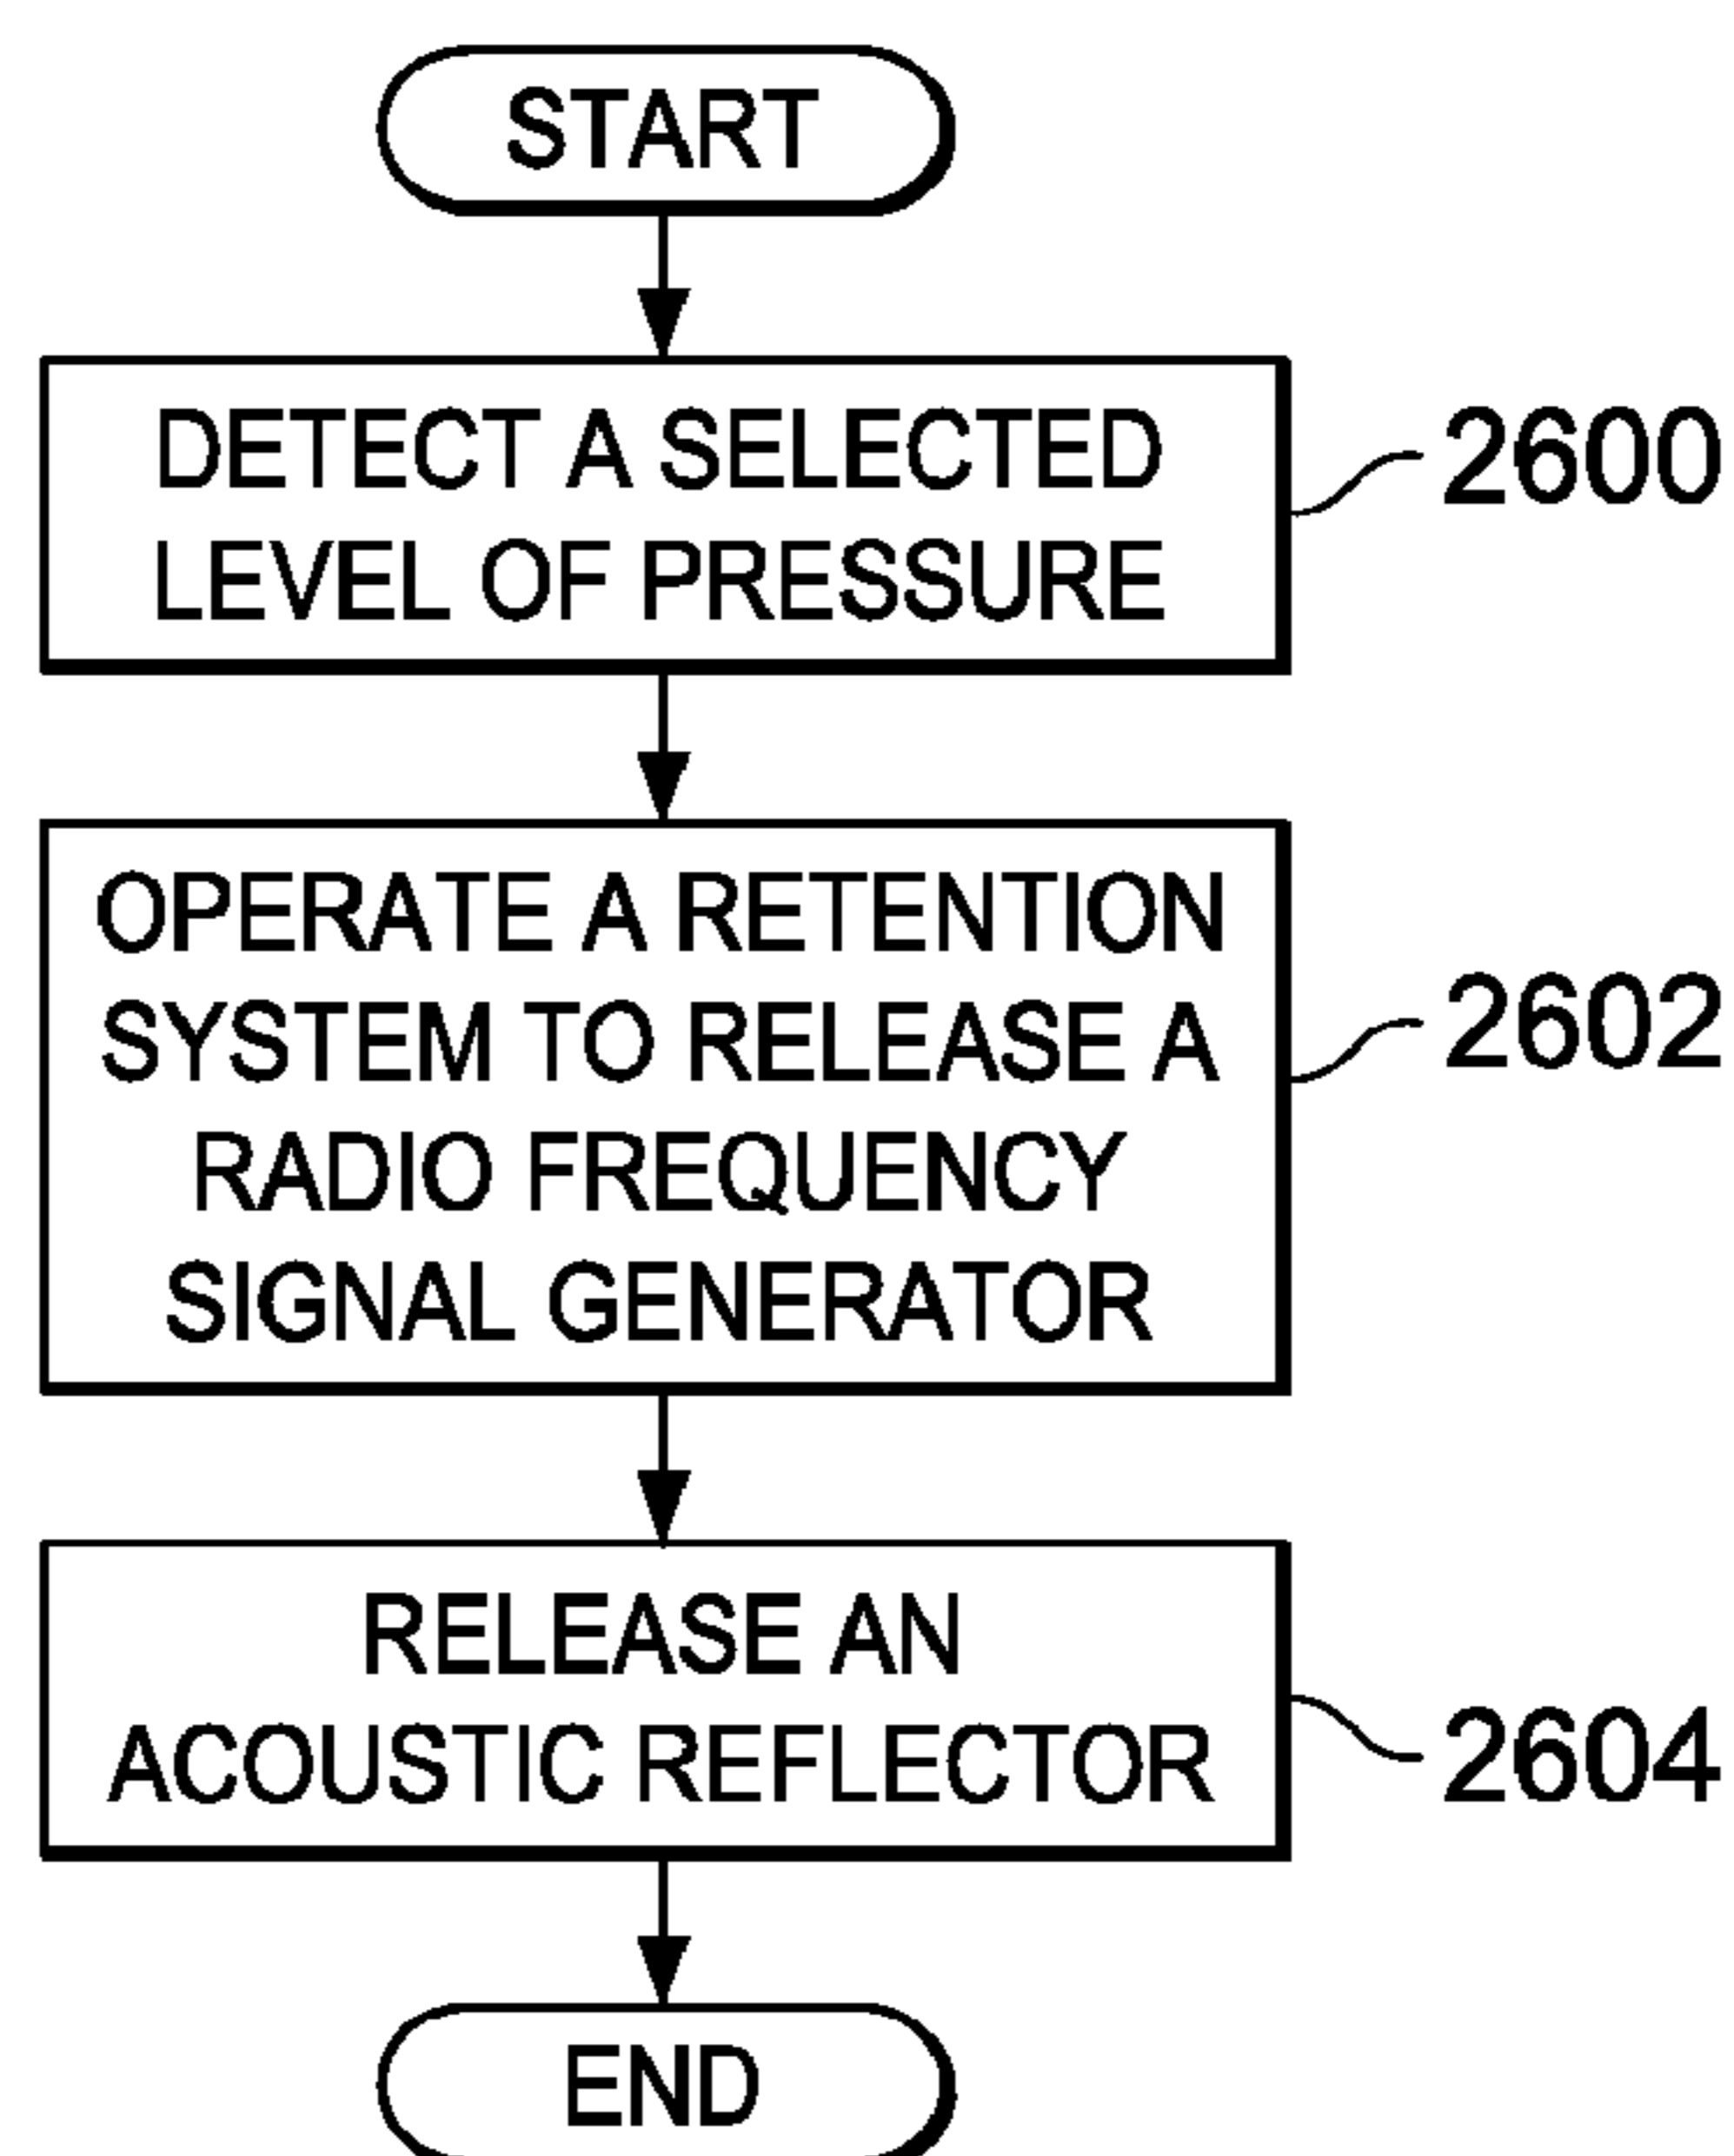 START
DETECT A SELECTED
LEVEL OF PRESSURE
2600
OPERATE A RETENTION
SYSTEM TO RELEASE A
RADIO FREQUENCY
SIGNAL GENERATOR
2602
RELEASE AN
ACOUSTIC REFLECTOR
2604
END